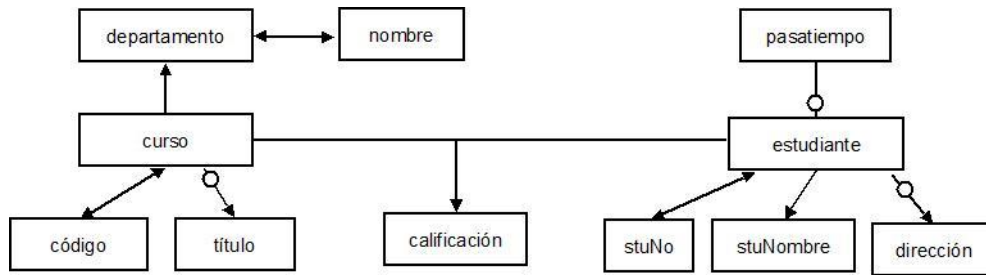 departamento
nombre
pasatiempo
curso
estudiante
código
título
calificación
stuNo
stuNombre
dirección